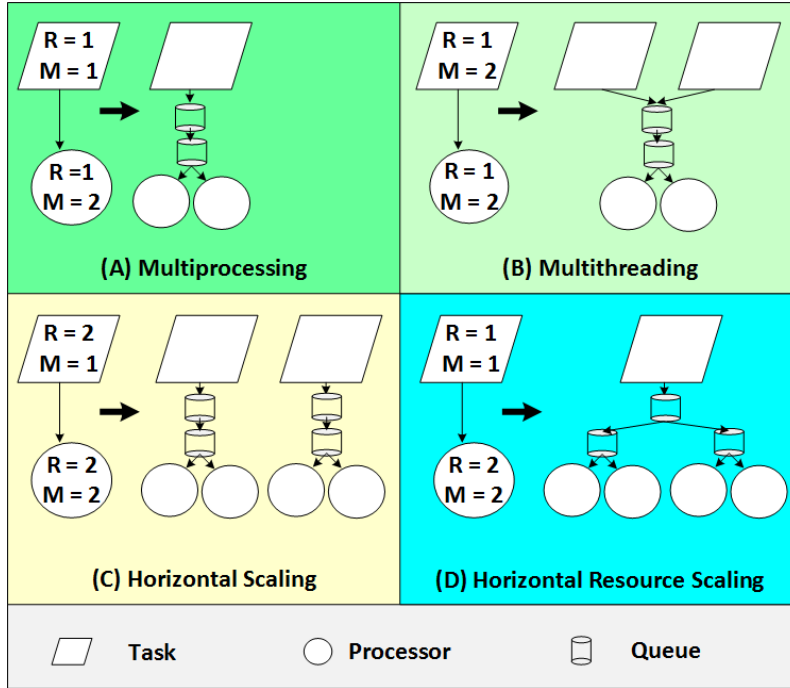 R = 1
M = 1
R =1
M = 2
(A) Multiprocessing
R = 1
M = 2
R = 1
M = 2
(B) Multithreading
R = 2
M = 1
R = 2
M = 2
(C) Horizontal Scaling
R = 1
M = 1
R = 2
M = 2
(D) Horizontal Resource Scaling
Task
Processor
Queue